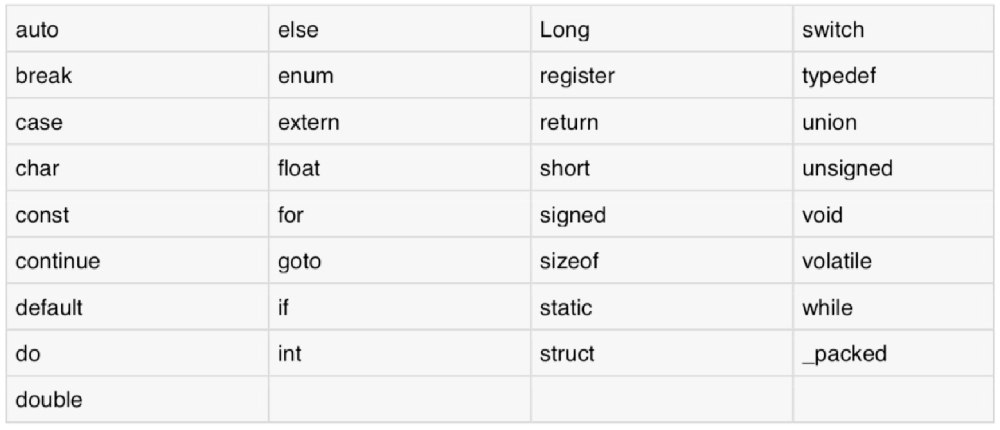 auto else Long switch
break enum register typedef
case extern return union
char float short unsigned
const for signed void
continue goto sizeof volatile
default if static while
do int struct _packed
double